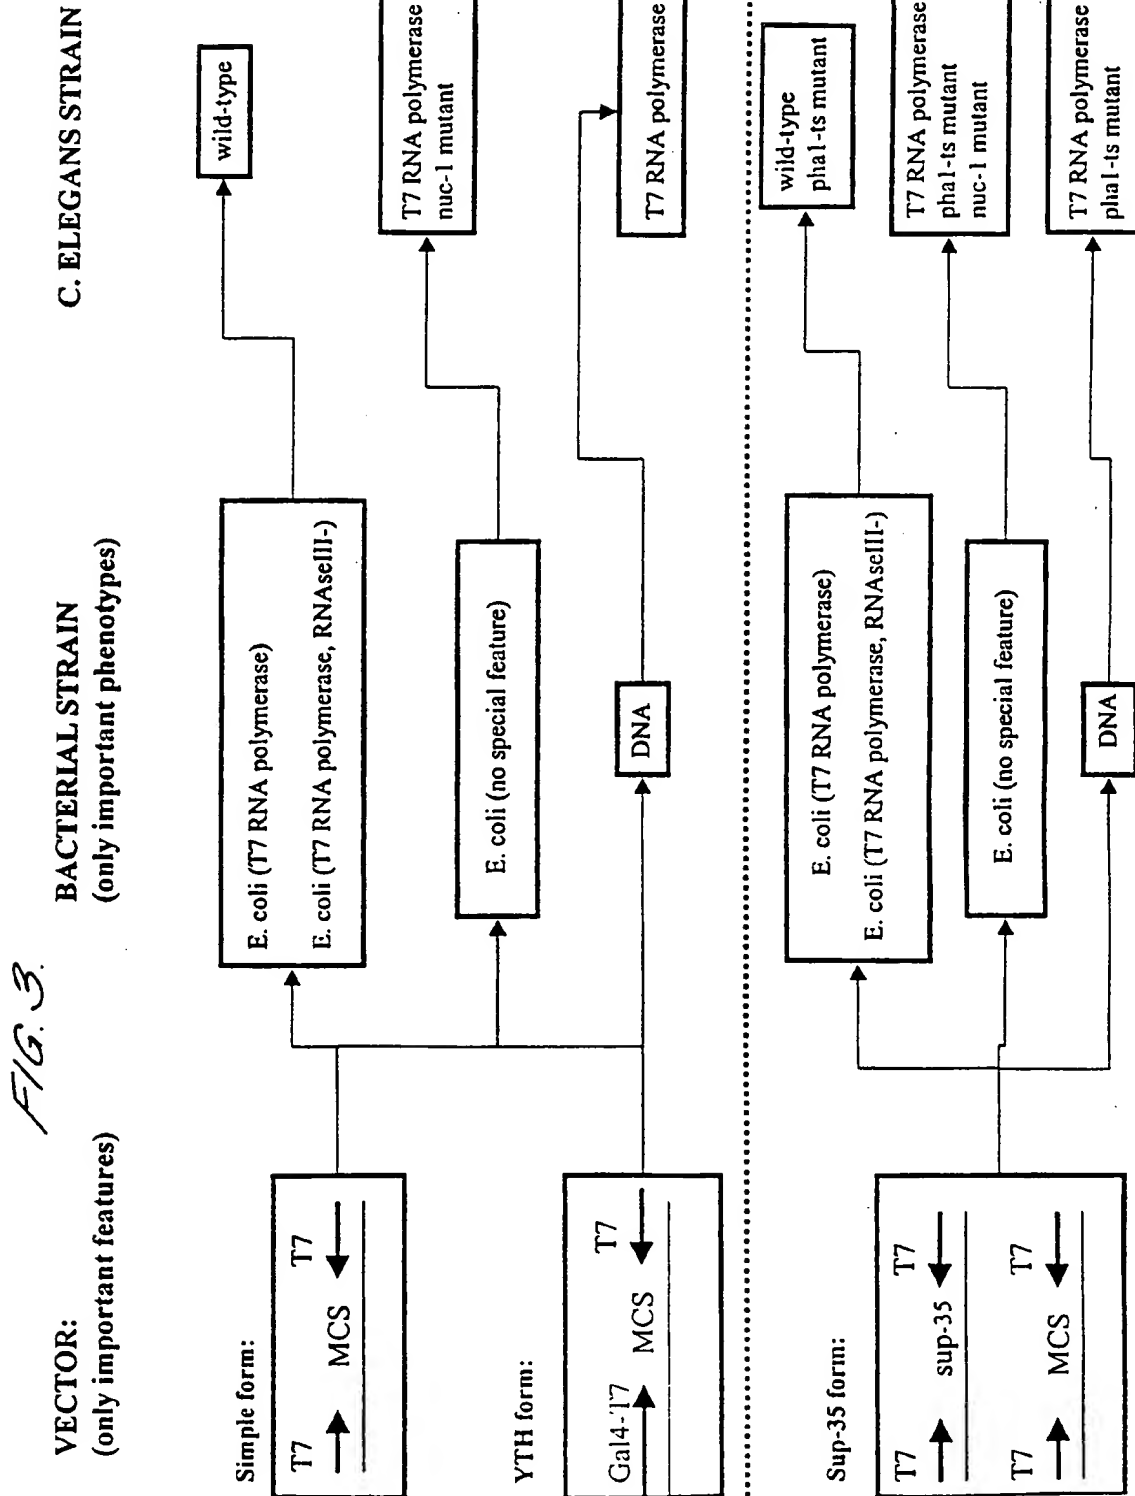 FIG. 3.
VECTOR:
(only important features)
BACTERIAL STRAIN
(only important phenotypes)
C. ELEGANS STRAIN
Simple form:
T7 T7
MCS
YTH form:
Gal4-T7 T7
MCS
E. coli (T7 RNA polymerase)
E. coli (T7 RNA polymerase, RNAseIII-)
E. coli (no special feature)
DNA
wild-type
T7 RNA polymerase
nuc-1 mutant
T7 RNA polymerase
Sup-35 form:
T7 T7
sup-35
T7 T7
MCS
E. coli (T7 RNA polymerase)
E. coli (T7 RNA polymerase, RNAseIII-)
E. coli (no special feature)
DNA
wild-type
pha1-ts mutant
T7 RNA polymerase
pha1-ts mutant
nuc-1 mutant
T7 RNA polymerase
pha1-ts mutant